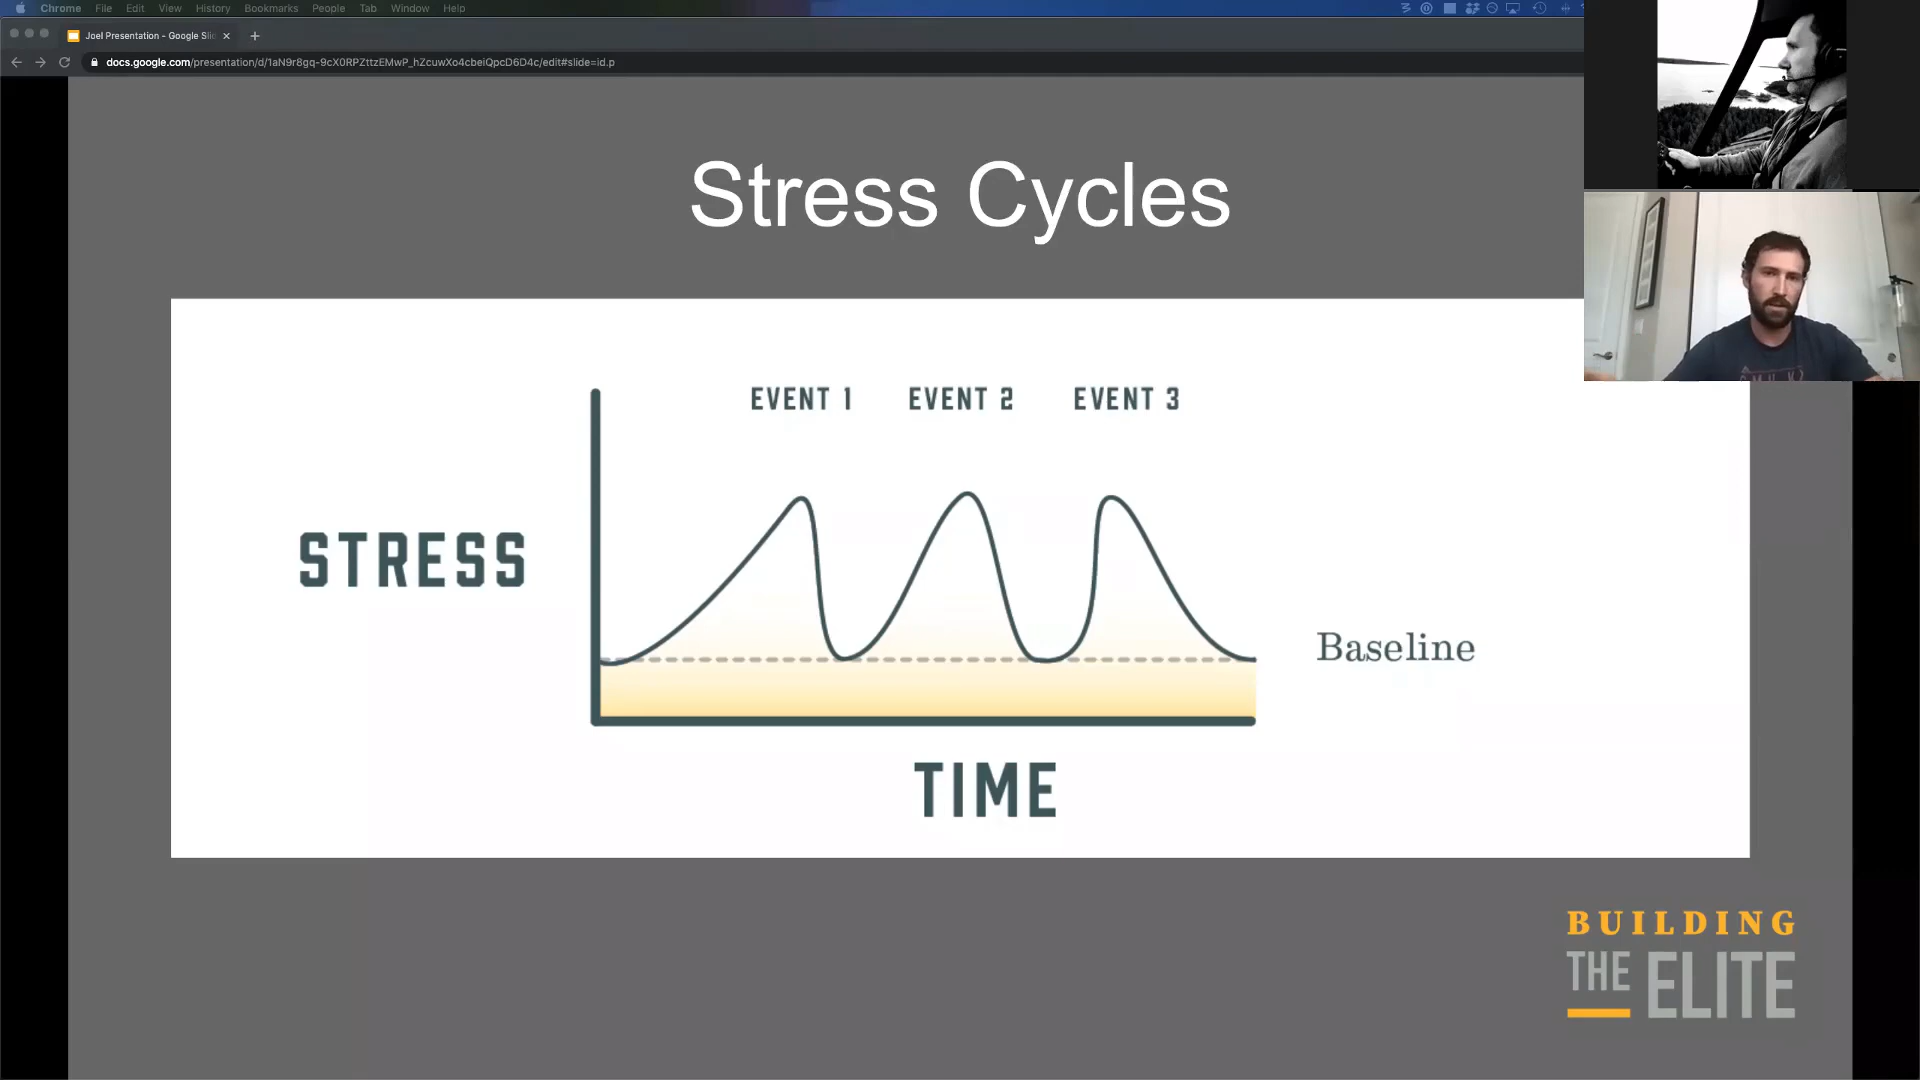 Chrome File Edit View History Bookmarks People Tab Window Help
Joel Presentation - Google Sli
docs.google.com/presentation/d/1aN9r8gq-9cX0RPZttzEMwP_hZcuwXo4cbeiQpcD6D4c/edit#slide=id.p
Stress Cycles
EVENT 1 EVENT 2 EVENT 3
STRESS
Baseline
TIME
BUILDING
THE ELITE